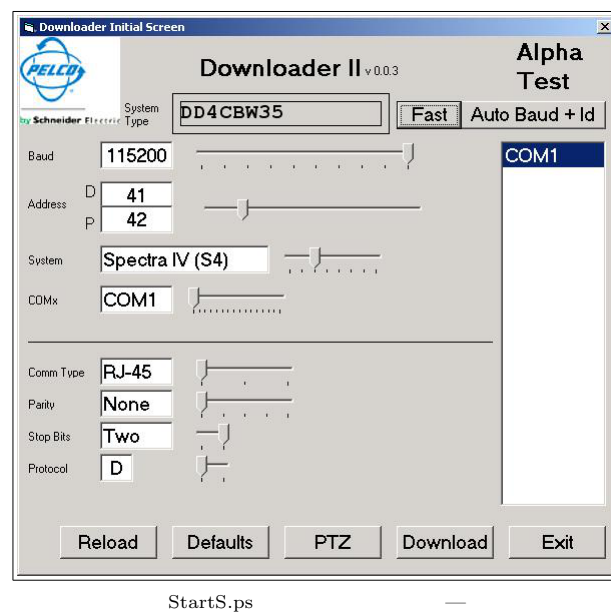 Downloader Initial Screen
PELCO
by Schneider Electric
Downloader II v 0.0.3
Alpha
Test
System
Type
DD4CBW35
Fast
Auto Baud + Id
Baud
115200
COM1
Address
D
41
P
42
System
Spectra IV (S4)
COMx
COM1
Comm Type
RJ-45
Parity
None
Stop Bits
Two
Protocol
D
Reload
Defaults
PTZ
Download
Exit
StartS.ps —